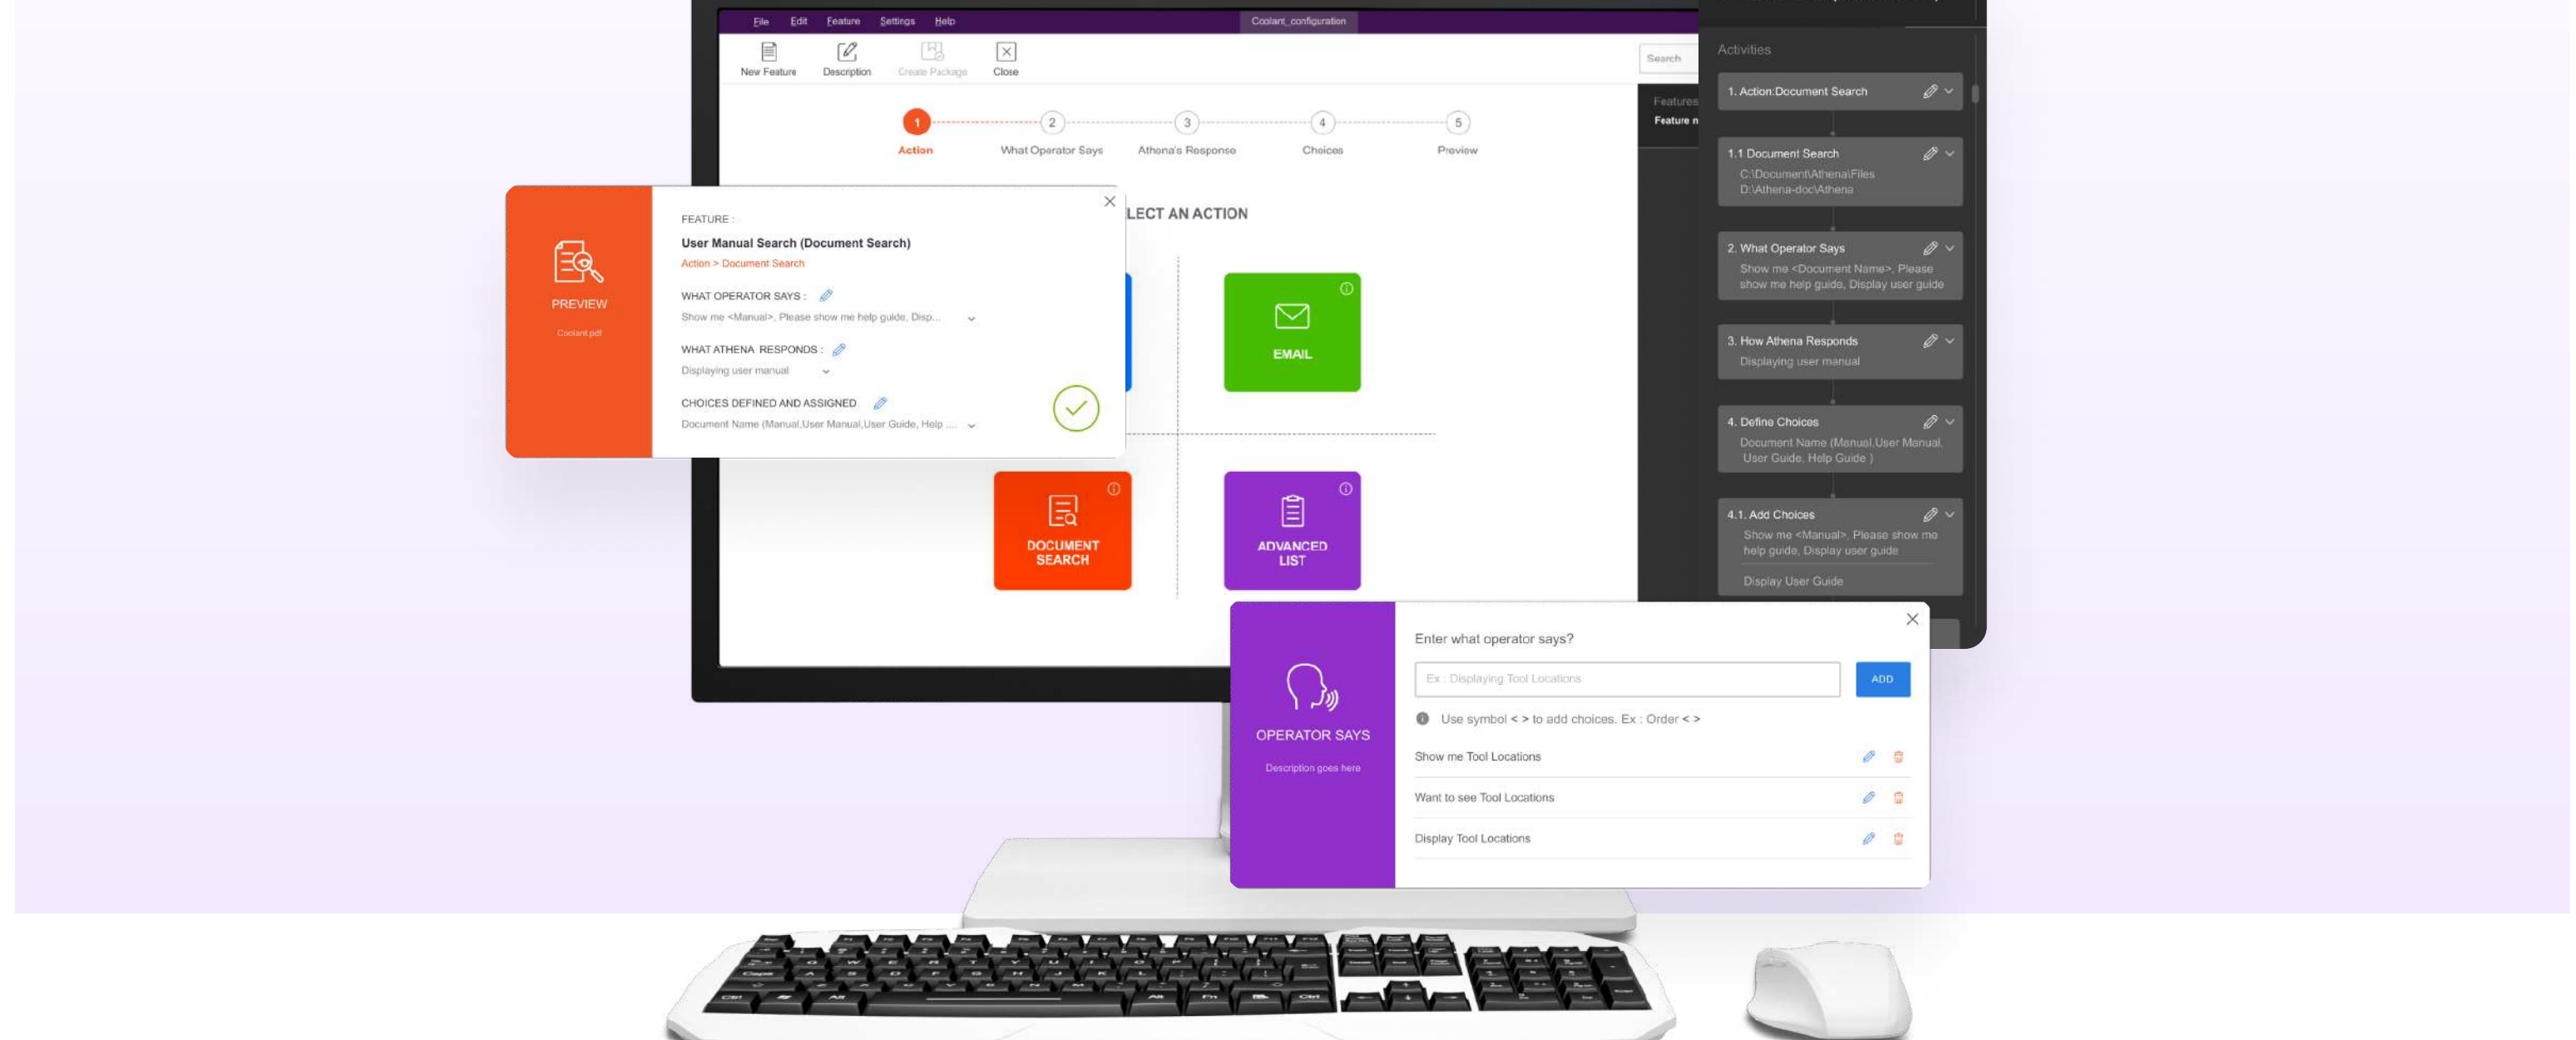 File Edit Feature Settings Help
Coolant_configuration
New Feature
Description
Create Package
Close
Search
1
2
3
4
5
Action
What Operator Says
Athena's Response
Choices
Preview
LECT AN ACTION
EMAIL
DOCUMENT
SEARCH
ADVANCED
LIST
PREVIEW
Coolant.pdf
FEATURE :
User Manual Search (Document Search)
Action > Document Search
WHAT OPERATOR SAYS :
Show me <Manual>, Please show me help guide, Disp...
WHAT ATHENA RESPONDS :
Displaying user manual
CHOICES DEFINED AND ASSIGNED
Document Name (Manual,User Manual,User Guide, Help ....
Features
Feature n
Activities
1. Action:Document Search
1.1 Document Search
C:\Document\Athena\Files
D:\Athena-doc\Athena
2. What Operator Says
Show me <Document Name>, Please
show me help guide, Display user guide
3. How Athena Responds
Displaying user manual
4. Define Choices
Document Name (Manual,User Manual,
User Guide, Help Guide )
4.1. Add Choices
Show me <Manual>, Please show me
help guide, Display user guide
Display User Guide
OPERATOR SAYS
Description goes here
Enter what operator says?
Ex : Displaying Tool Locations
ADD
Use symbol < > to add choices. Ex : Order < >
Show me Tool Locations
Want to see Tool Locations
Display Tool Locations